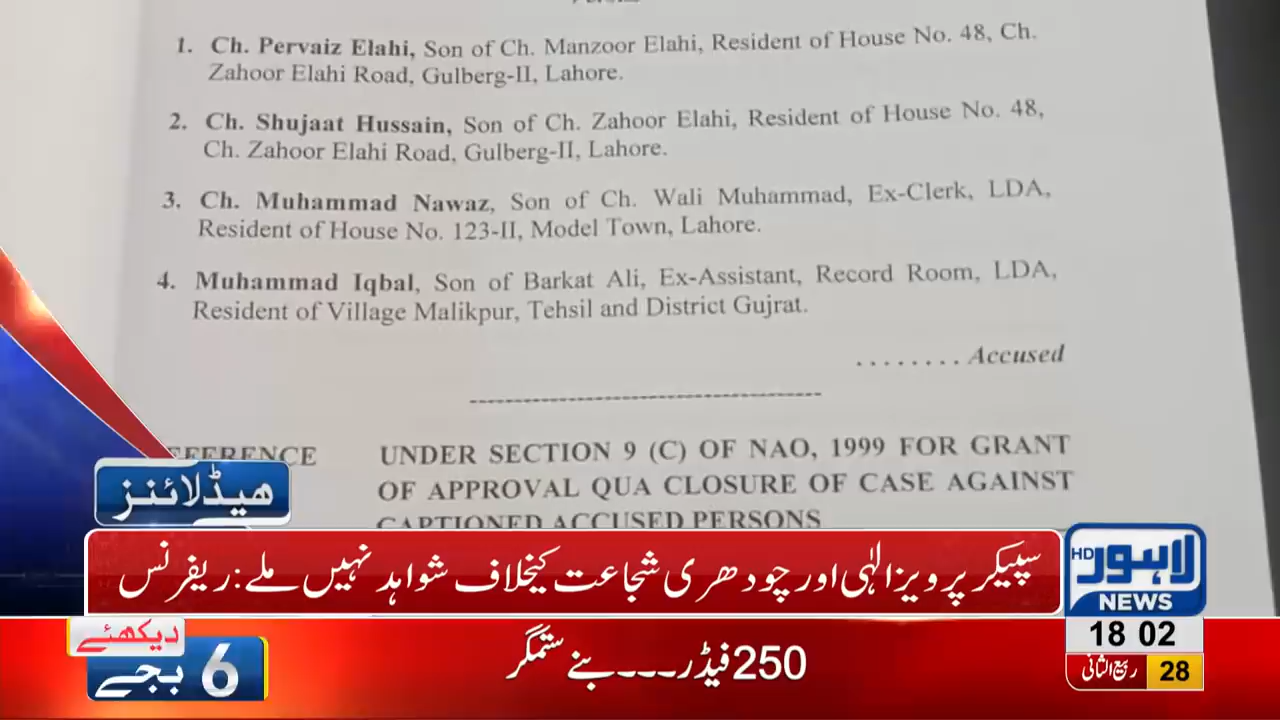 1. Ch. Pervaiz Elahi, Son of Ch. Manzoor Elahi, Resident of House No. 48, Ch.
Zahoor Elahi Road, Gulberg-II, Lahore.
2. Ch. Shujaat Hussain, Son of Ch. Zahoor Elahi, Resident of House No. 48,
Ch. Zahoor Elahi Road, Gulberg-II, Lahore.
3. Ch. Muhammad Nawaz, Son of Ch. Wali Muhammad, Ex-Clerk, LDA,
Resident of House No. 123-II, Model Town, Lahore.
4. Muhammad Iqbal, Son of Barkat Ali, Ex-Assistant, Record Room, LDA,
Resident of Village Malikpur, Tehsil and District Gujrat.
........ Accused
UNDER SECTION 9 (C) OF NAO, 1999 FOR GRANT
OF APPROVAL QUA CLOSURE OF CASE AGAINST
CAPTIONED ACCUSED PERSONS
ھیڈلائنز
سپیکر پرویز الٰہی اور چودھری شجاعت کیخلاف شواہد نہیں ملے: ریفرنس
لاہور HD
NEWS
18 02
28 ربیع الثانی
دیکھئے
6 بجے
250 فیڈر۔۔۔ بنے ستمگر